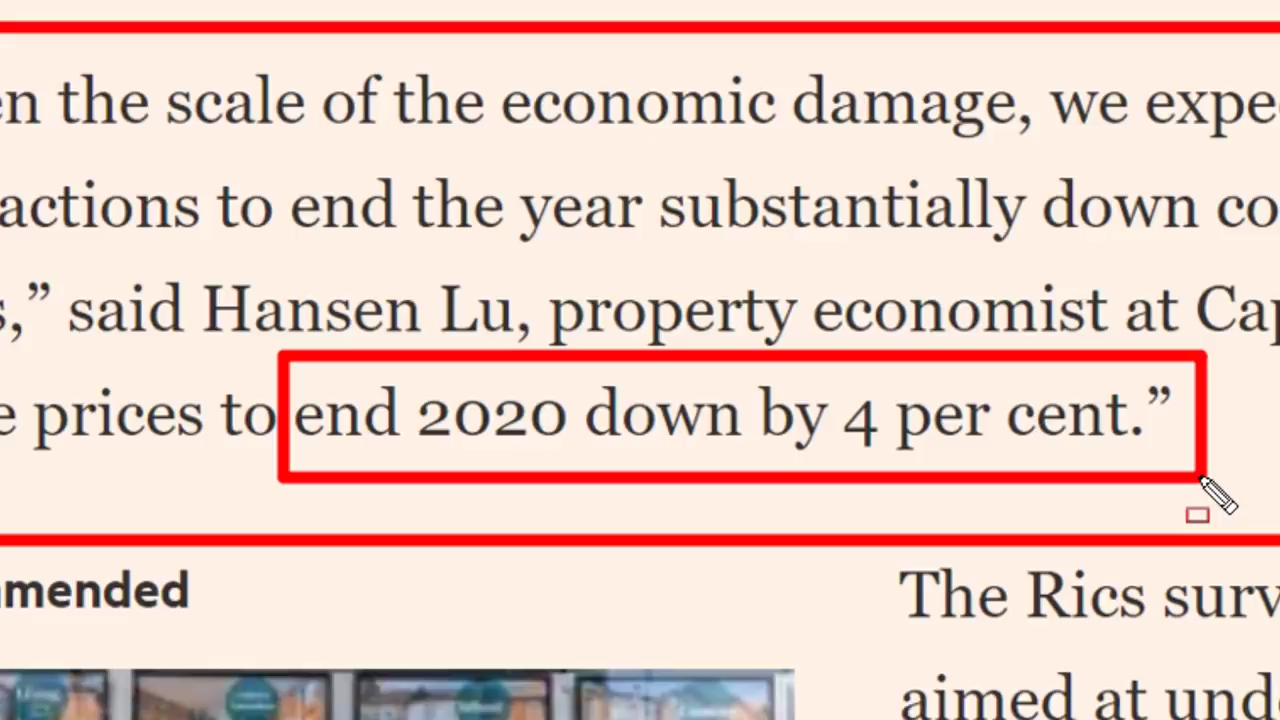 en the scale of the economic damage, we expe
actions to end the year substantially down co
s,” said Hansen Lu, property economist at Cap
e prices to end 2020 down by 4 per cent.”
mmended
The Rics surv
aimed at und